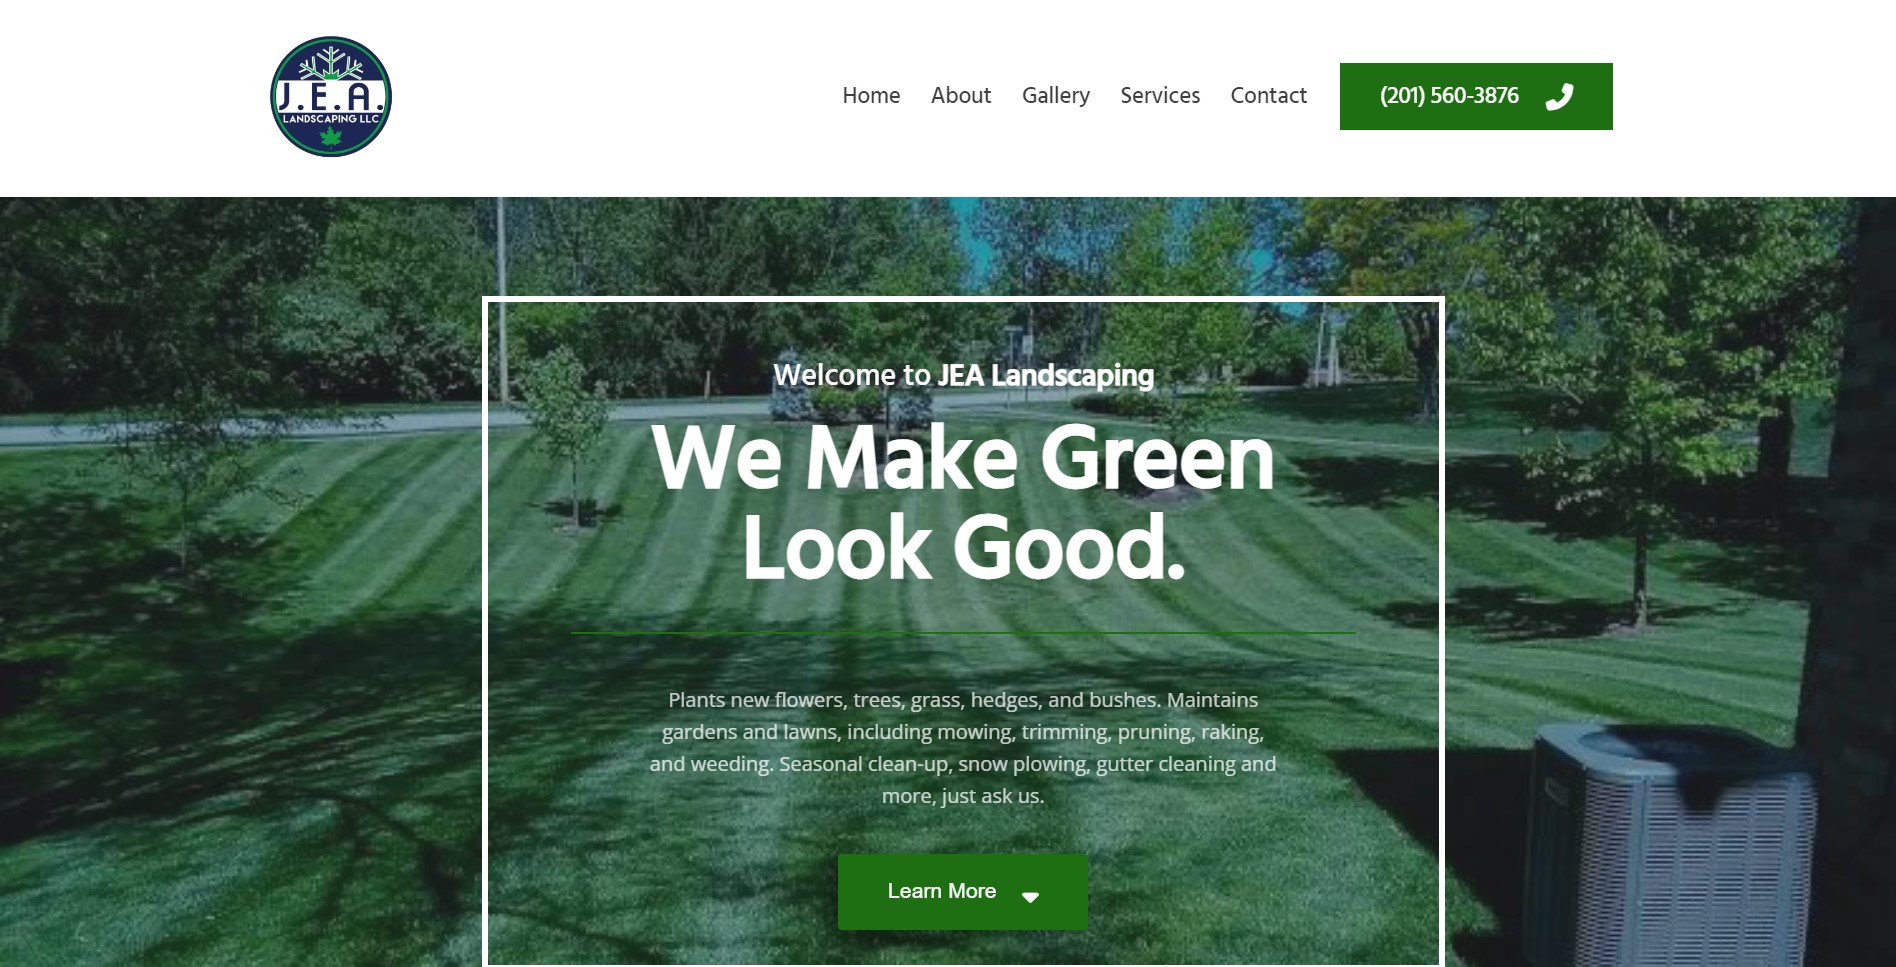 J.E.A.
LANDSCAPING LLC
Home About Gallery Services Contact (201) 560-3876
Welcome to JEA Landscaping
We Make Green
Look Good.
Plants new flowers, trees, grass, hedges, and bushes. Maintains
gardens and lawns, including mowing, trimming, pruning, raking,
and weeding. Seasonal clean-up, snow plowing, gutter cleaning and
more, just ask us.
Learn More